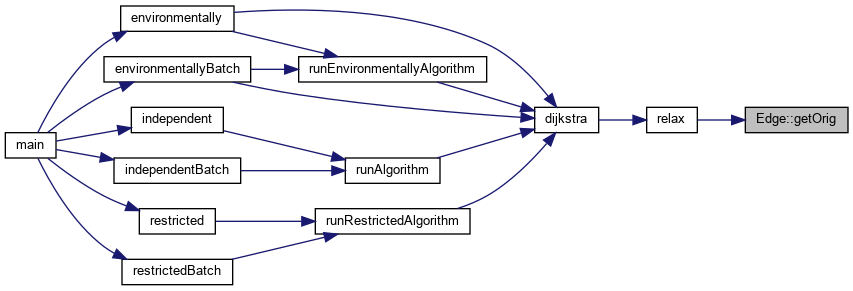 environmentally
environmentallyBatch
runEnvironmentallyAlgorithm
independent
dijkstra
relax
Edge::getOrig
main
independentBatch
runAlgorithm
restricted
runRestrictedAlgorithm
restrictedBatch